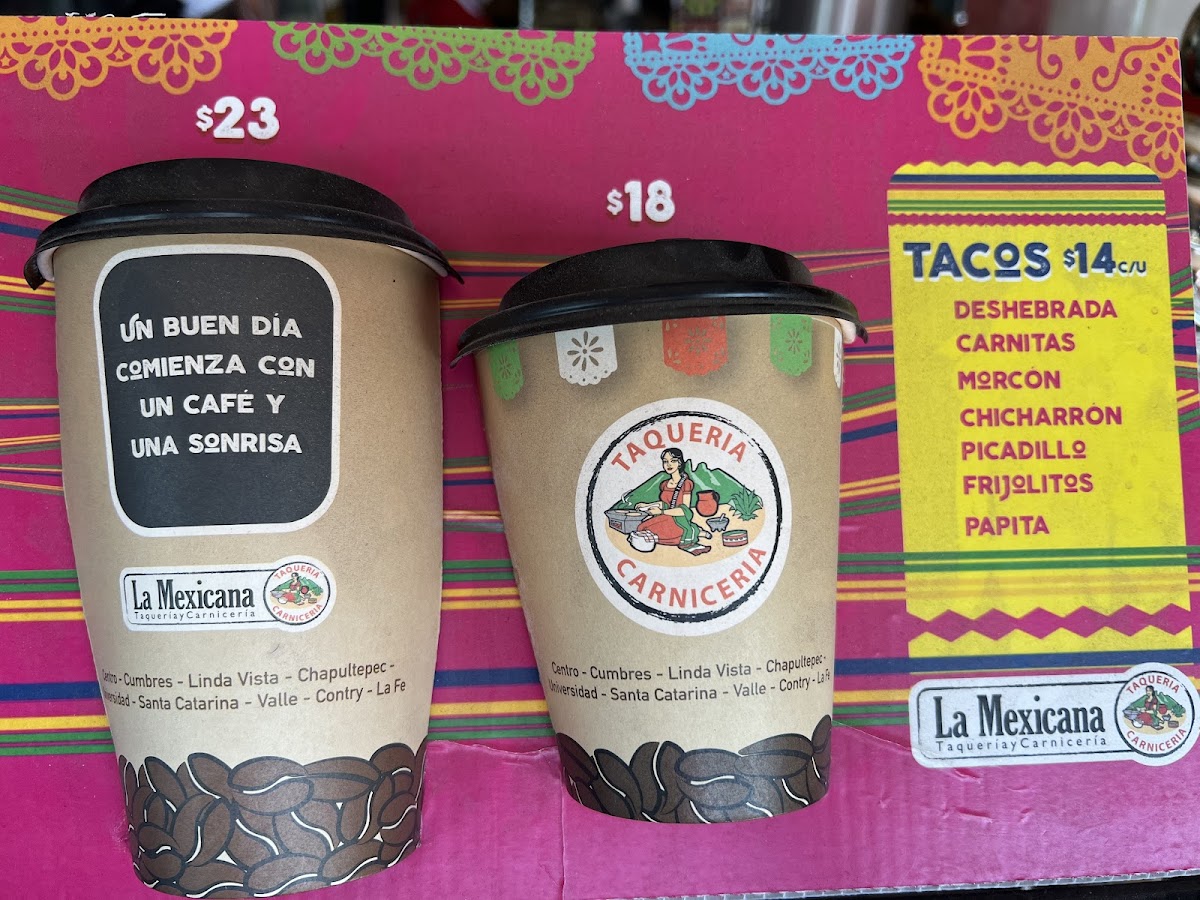 $23
UN BUEN DÍA
COMIENZA CON
UN CAFÉ Y
UNA SONRISA
La Mexicana
Taquería y Carnicería
TAQUERIA
CARNICERIA
Centro - Cumbres - Linda Vista - Chapultepec -
Universidad - Santa Catarina - Valle - Contry - La Fe
$18
TAQUERIA
CARNICERIA
Centro - Cumbres - Linda Vista - Chapultepec -
Universidad - Santa Catarina - Valle - Contry - La Fe
TACOS $14 C/U
DESHEBRADA
CARNITAS
MORCÓN
CHICHARRÓN
PICADILLO
FRIJOLITOS
PAPITA
La Mexicana
Taquería y Carnicería
TAQUERIA
CARNICERIA